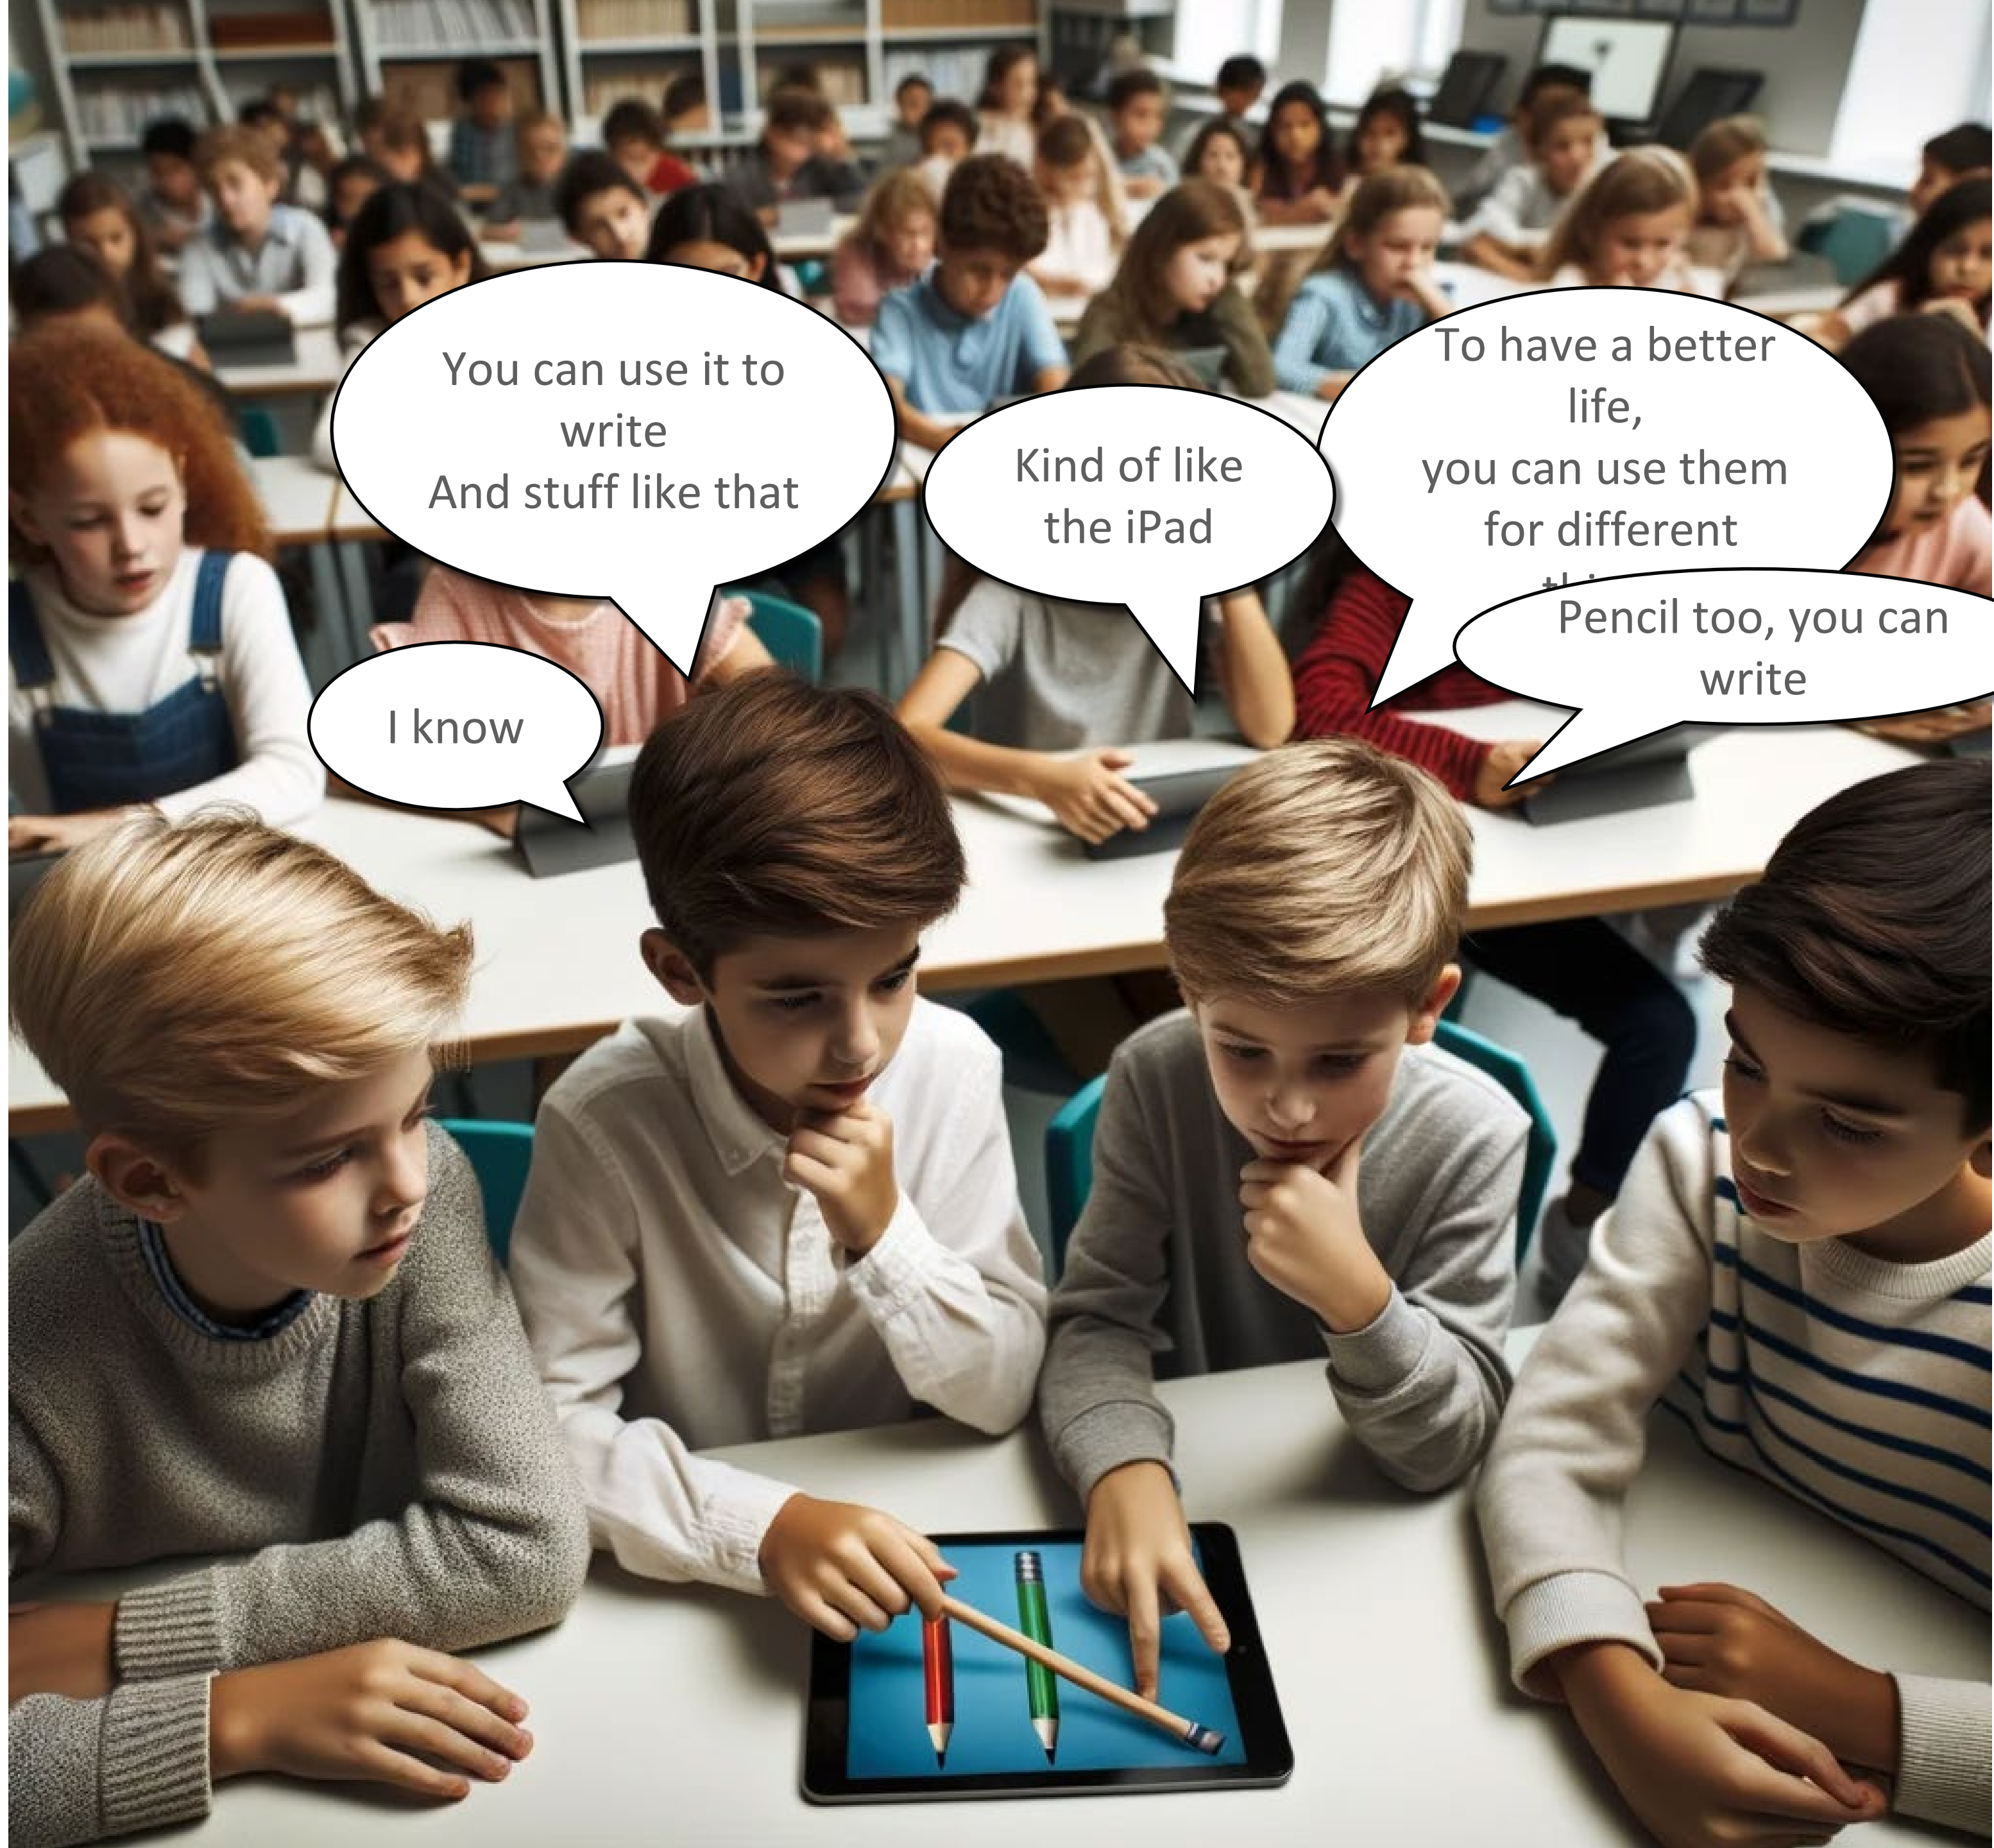 You can use it to
write
And stuff like that
Kind of like
the iPad
To have a better
life,
you can use them
for different
Pencil too, you can
write
I know